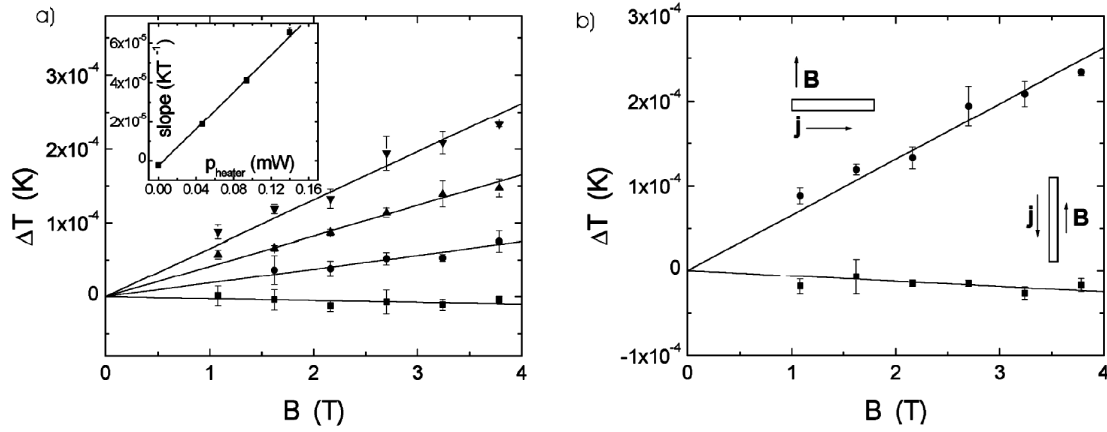 a)
slope (KT⁻¹)
6x10⁻⁵
4x10⁻⁵
2x10⁻⁵
0
0.00 0.04 0.08 0.12 0.16
p_heater (mW)
ΔT (K)
3x10⁻⁴
2x10⁻⁴
1x10⁻⁴
0
0 1 2 3 4
B (T)
b)
ΔT (K)
3x10⁻⁴
2x10⁻⁴
1x10⁻⁴
0
-1x10⁻⁴
B
j
j B
0 1 2 3 4
B (T)